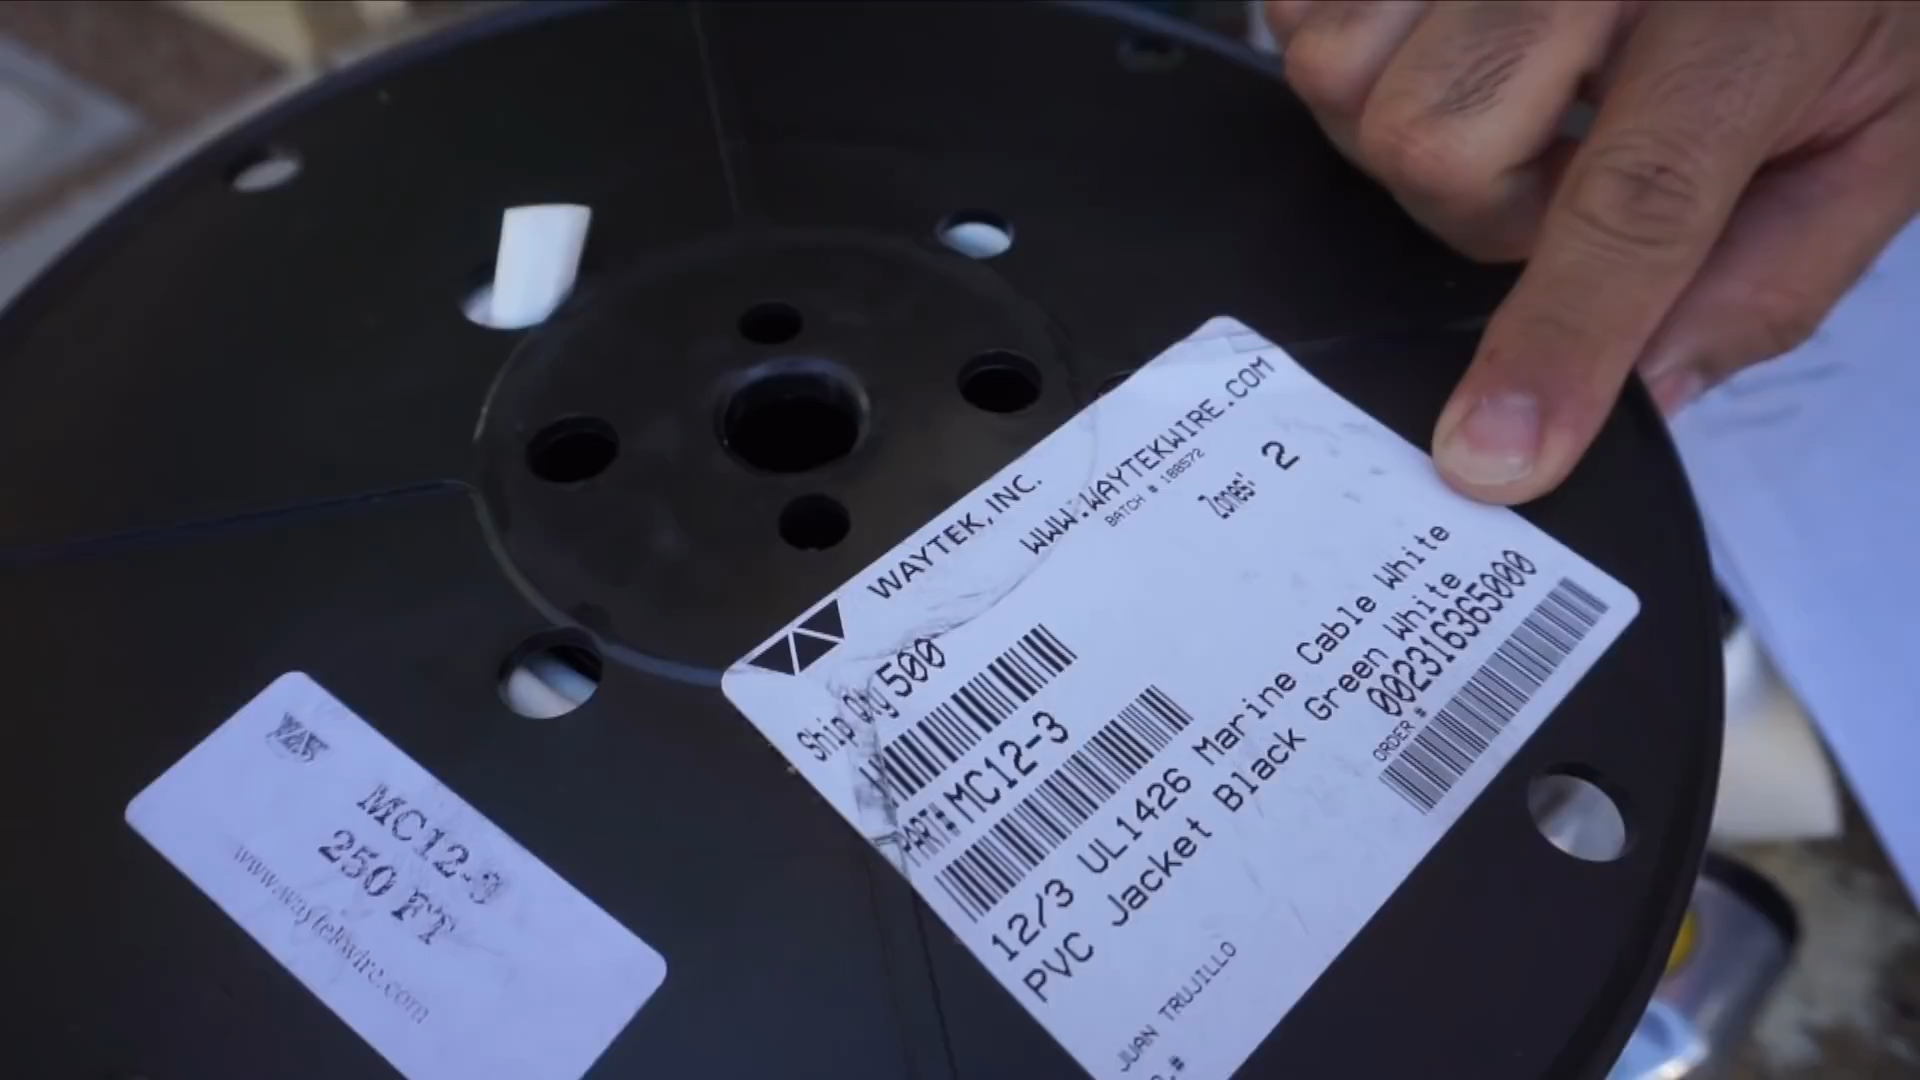 WAYTEK, INC.
WWW.WAYTEKWIRE.COM
BATCH # 188572
Zones: 2
Ship Qty 500
PART# MC12-3
12/3 UL1426 Marine Cable White
PVC Jacket Black Green White
002316365000
ORDER #
JUAN TRUJILLO
MC12-3
250 FT
www.waytekwire.com